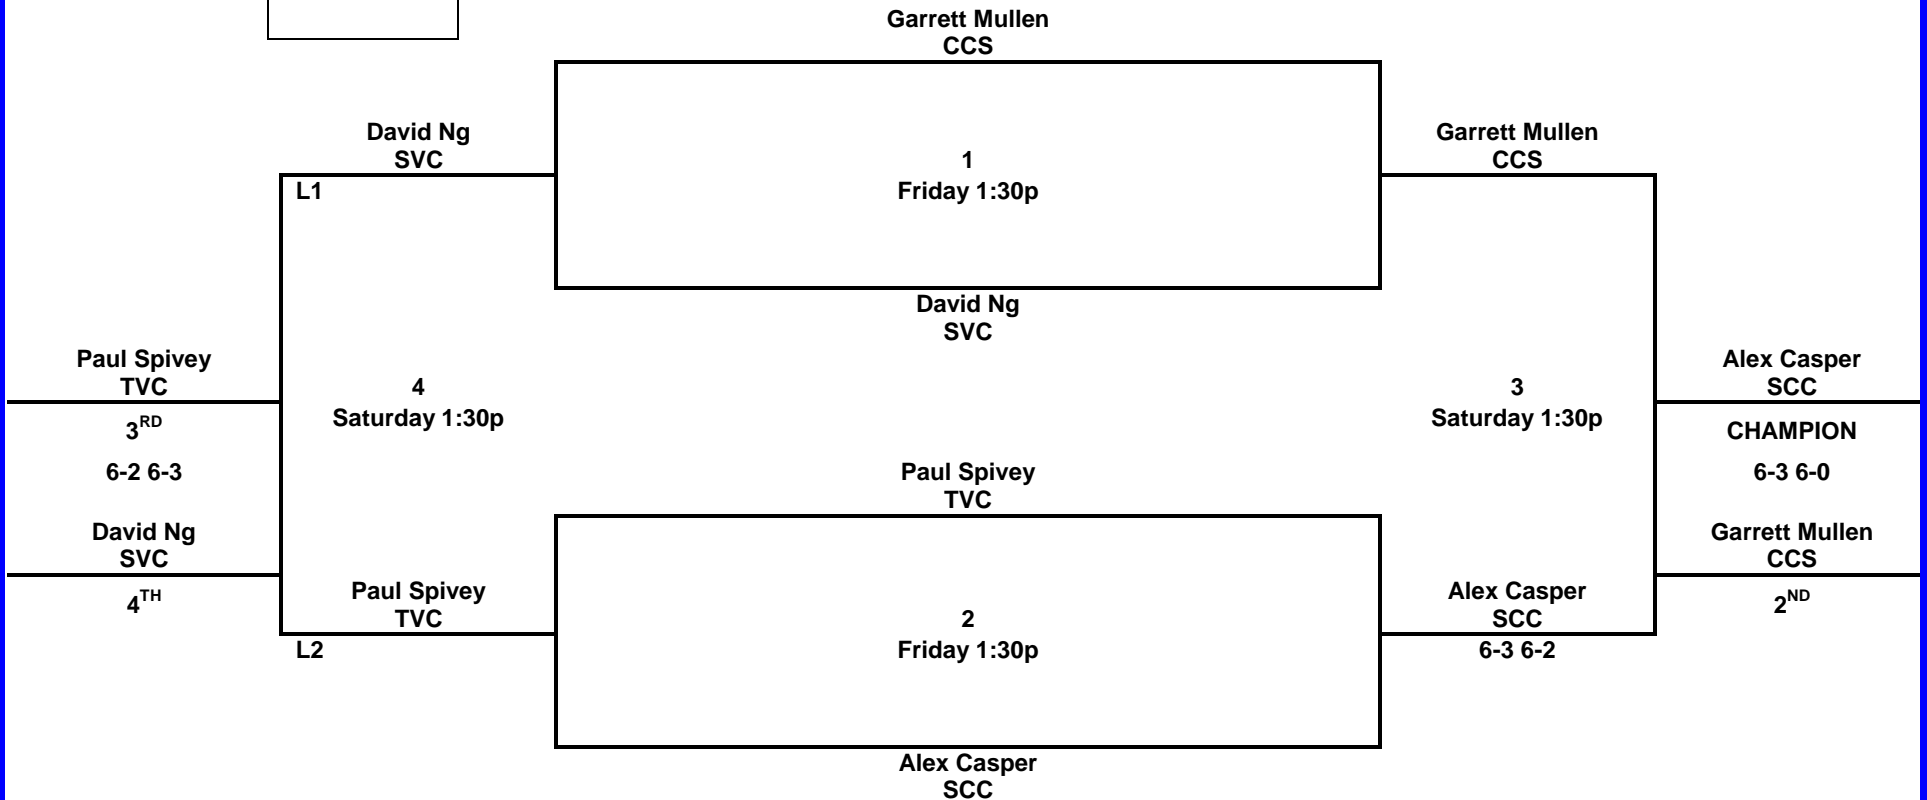 Garrett Mullen
CCS
David Ng
SVC
L1
1
Friday 1:30p
Garrett Mullen
CCS
David Ng
SVC
Paul Spivey
TVC
3RD
6-2 6-3
4
Saturday 1:30p
3
Saturday 1:30p
Alex Casper
SCC
CHAMPION
6-3 6-0
Paul Spivey
TVC
David Ng
SVC
4TH
Garrett Mullen
CCS
2ND
Paul Spivey
TVC
L2
2
Friday 1:30p
Alex Casper
SCC
6-3 6-2
Alex Casper
SCC